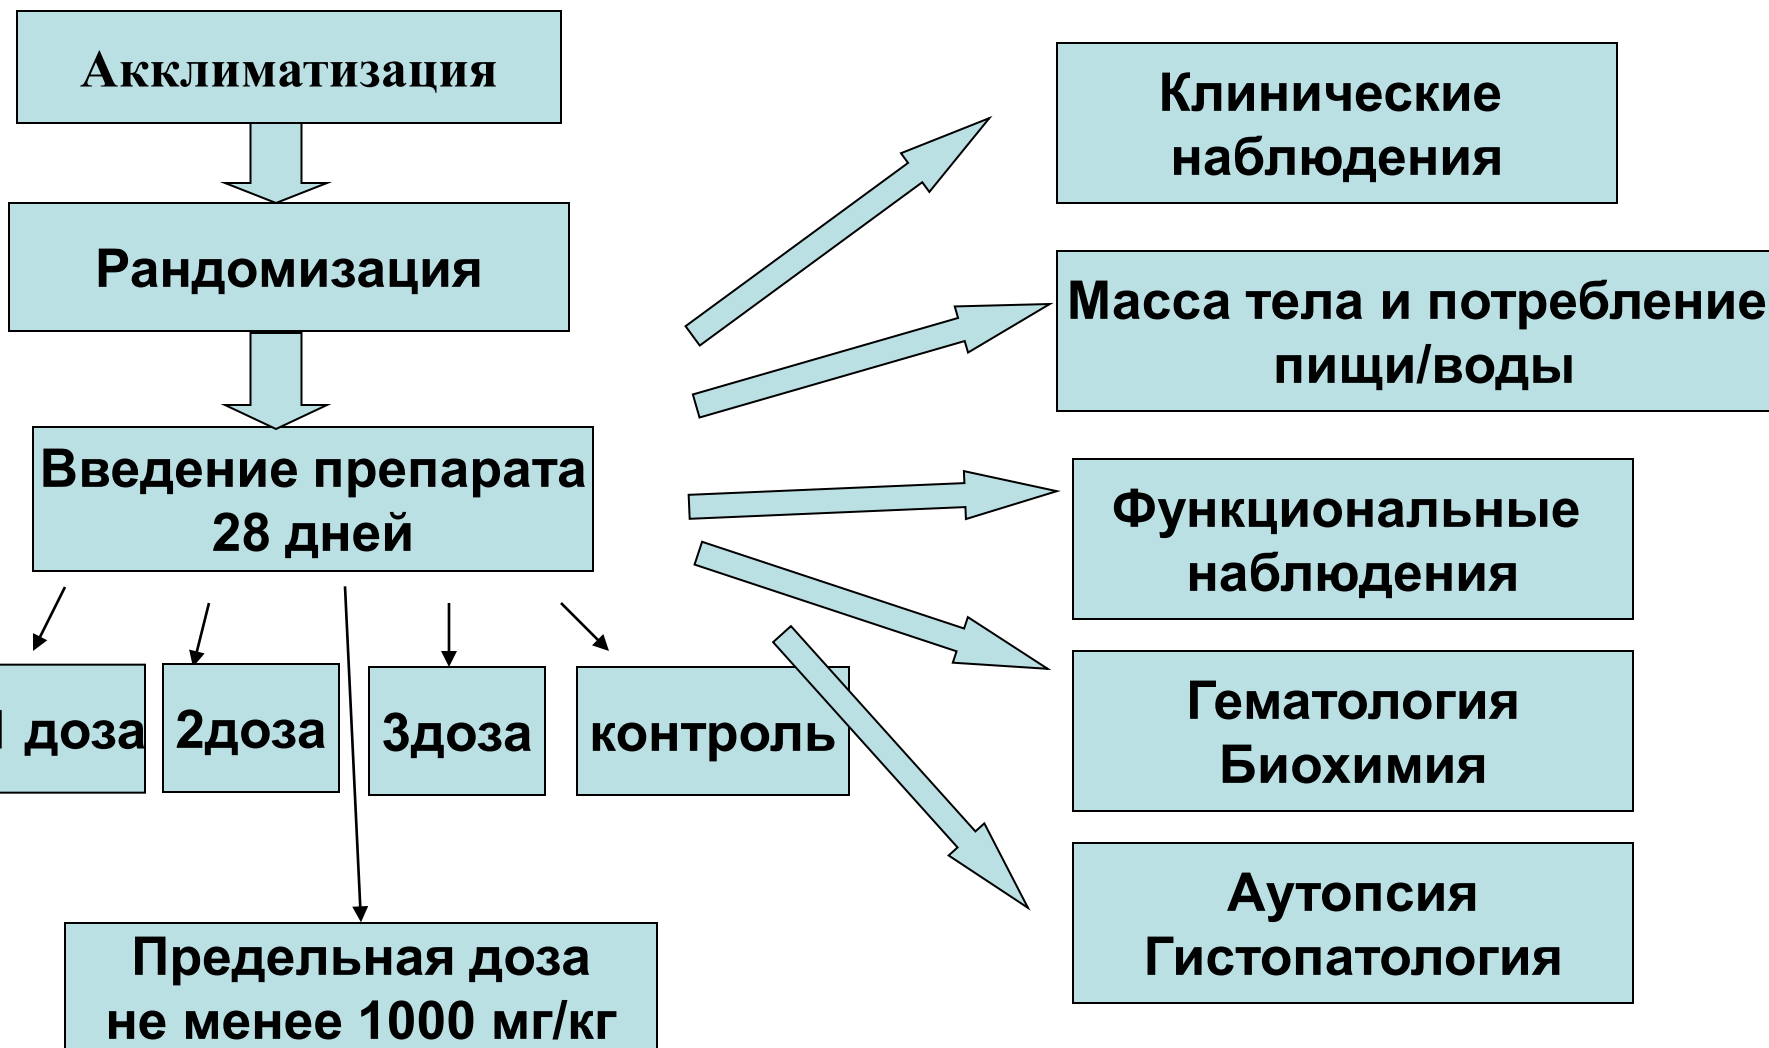 Акклиматизация
Рандомизация
Введение препарата
28 дней
1 доза
2доза
3доза
контроль
Предельная доза
не менее 1000 мг/кг
Клинические
наблюдения
Масса тела и потребление
пищи/воды
Функциональные
наблюдения
Гематология
Биохимия
Аутопсия
Гистопатология